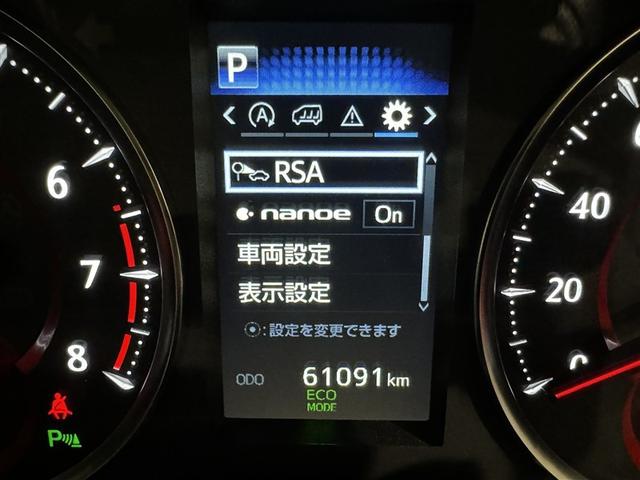 P
A
RSA
nanoe On
車両設定
表示設定
:設定を変更できます
ODO 61091 km
ECO
MODE
6
7
8
P
40
20
0